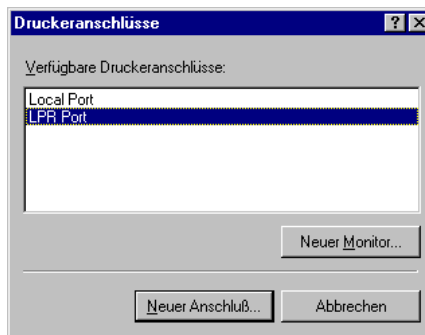 Druckeranschlüsse
Verfügbare Druckeranschlüsse:
Local Port
LPR Port
Neuer Monitor...
Neuer Anschluß...
Abbrechen